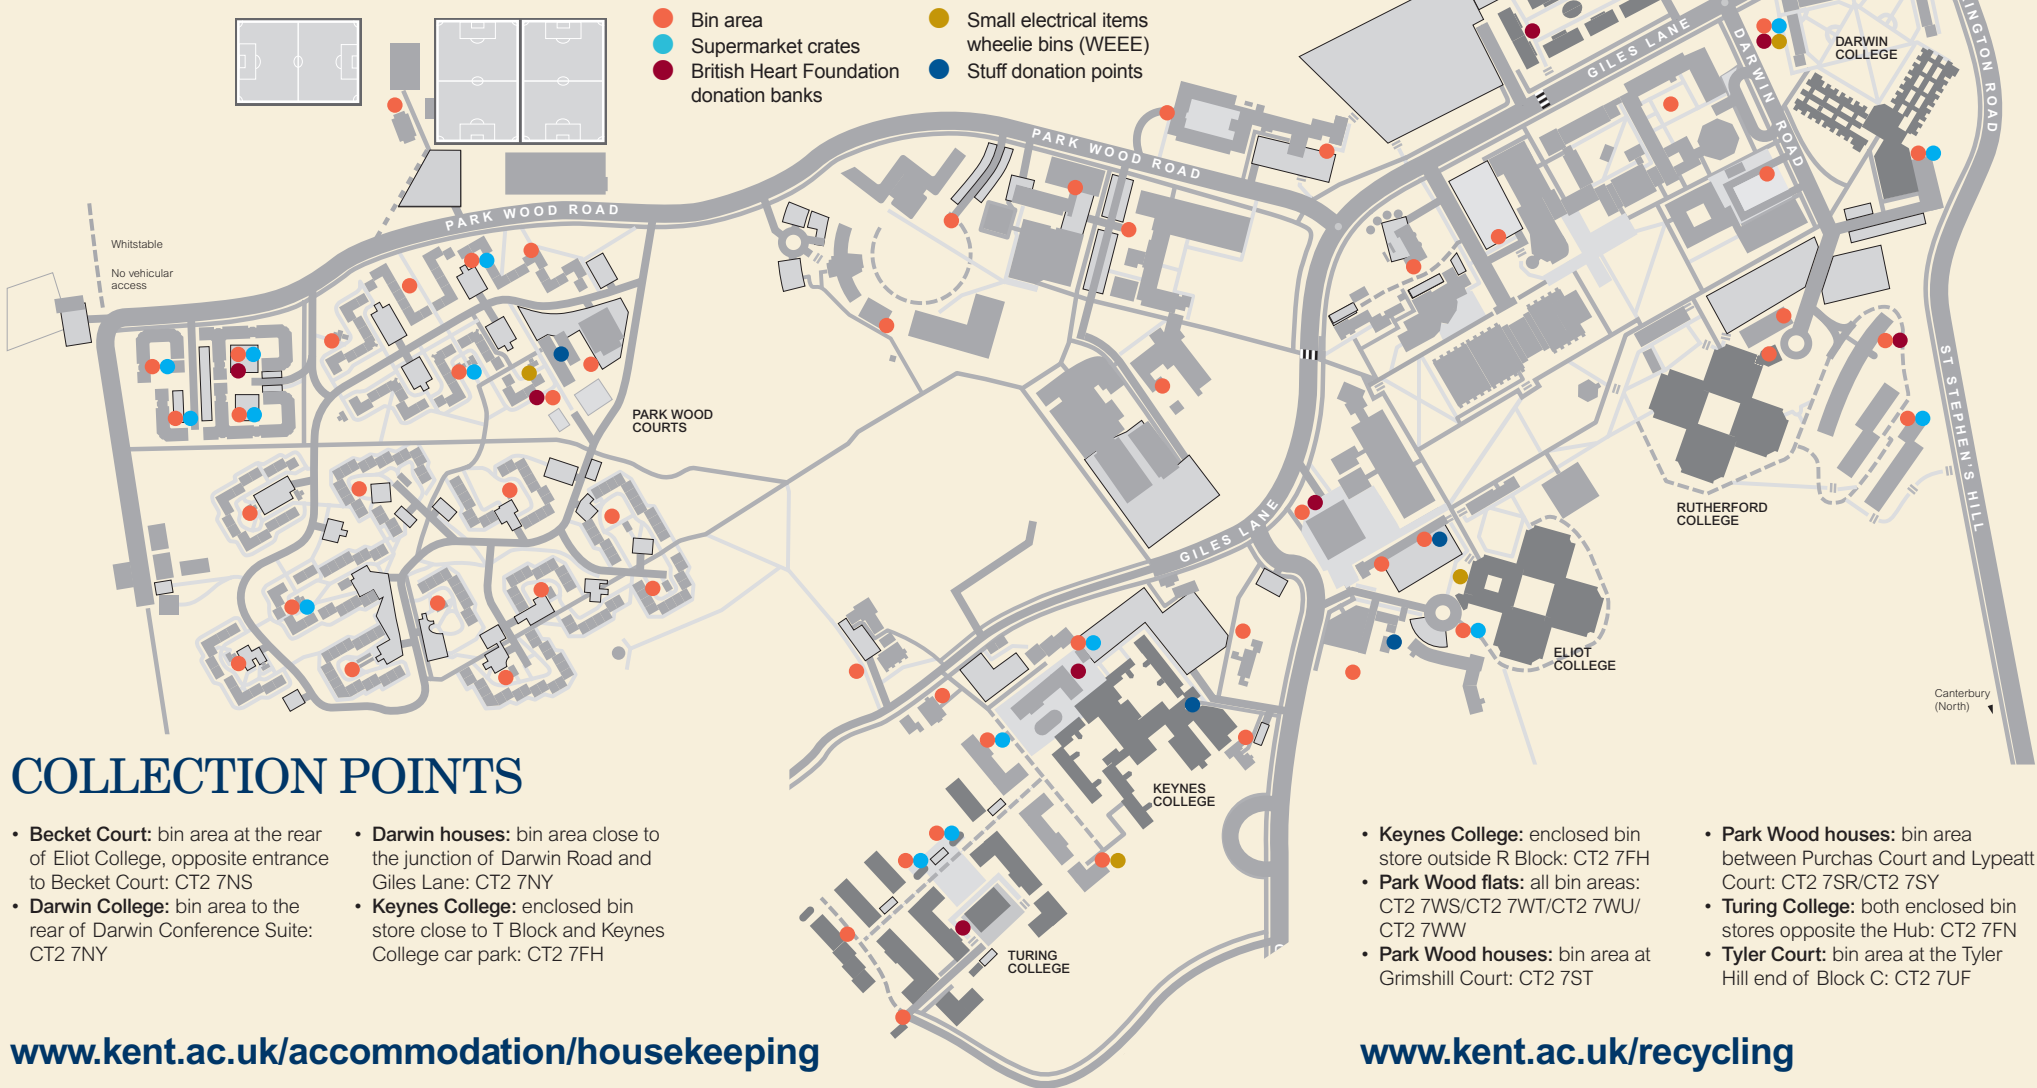 Bin area
Supermarket crates
British Heart Foundation
donation banks
Small electrical items
wheelie bins (WEEE)
Stuff donation points
GILES LANE
DARWIN ROAD
DARWIN
COLLEGE
INGTON ROAD
PARK WOOD ROAD
PARK WOOD ROAD
Whitstable
No vehicular
access
PARK WOOD
COURTS
ST STEPHEN'S HILL
RUTHERFORD
COLLEGE
GILES LANE
ELIOT
COLLEGE
Canterbury
(North)
KEYNES
COLLEGE
TURING
COLLEGE
COLLECTION POINTS
• Becket Court: bin area at the rear
of Eliot College, opposite entrance
to Becket Court: CT2 7NS
• Darwin College: bin area to the
rear of Darwin Conference Suite:
CT2 7NY
• Darwin houses: bin area close to
the junction of Darwin Road and
Giles Lane: CT2 7NY
• Keynes College: enclosed bin
store close to T Block and Keynes
College car park: CT2 7FH
• Keynes College: enclosed bin
store outside R Block: CT2 7FH
• Park Wood flats: all bin areas:
CT2 7WS/CT2 7WT/CT2 7WU/
CT2 7WW
• Park Wood houses: bin area at
Grimshill Court: CT2 7ST
• Park Wood houses: bin area
between Purchas Court and Lypeatt
Court: CT2 7SR/CT2 7SY
• Turing College: both enclosed bin
stores opposite the Hub: CT2 7FN
• Tyler Court: bin area at the Tyler
Hill end of Block C: CT2 7UF
www.kent.ac.uk/accommodation/housekeeping
www.kent.ac.uk/recycling